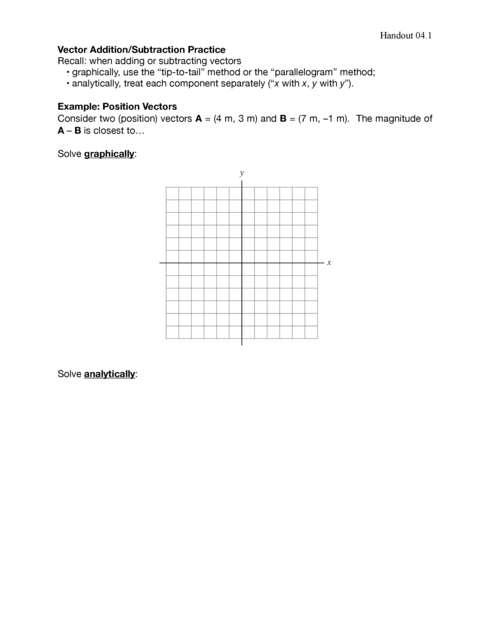 Handout 04.1
Vector Addition/Subtraction Practice
Recall: when adding or subtracting vectors
• graphically, use the “tip-to-tail” method or the “parallelogram” method;
• analytically, treat each component separately (“x with x, y with y”).
Example: Position Vectors
Consider two (position) vectors A = (4 m, 3 m) and B = (7 m, –1 m). The magnitude of
A – B is closest to…
Solve graphically:
y
x
Solve analytically: